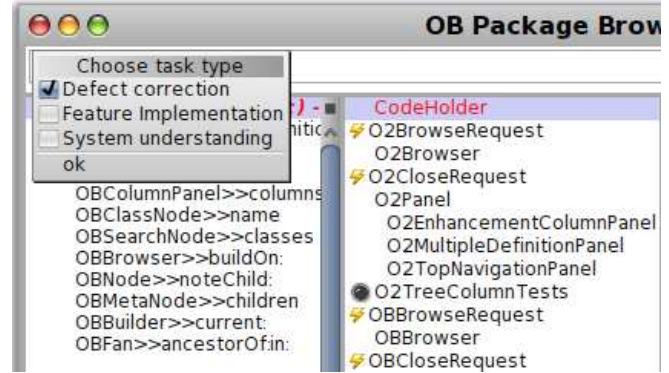 OB Package Brow
Choose task type
Defect correction
Feature Implementation
System understanding
ok
) -
OBColumnPanel>>columns
OBClassNode>>name
OBSearchNode>>classes
OBBrowser>>buildOn:
OBNode>>noteChild:
OBMetaNode>>children
OBBuilder>>current:
OBFan>>ancestorOf:in:
CodeHolder
O2BrowseRequest
O2Browser
O2CloseRequest
O2Panel
O2EnhancementColumnPanel
O2MultipleDefinitionPanel
O2TopNavigationPanel
O2TreeColumnTests
OBBrowseRequest
OBBrowser
OBCloseRequest